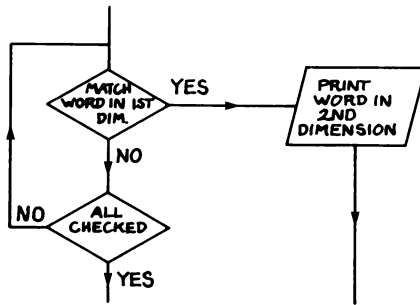 MATCH
WORD IN 1ST
DIM.
YES
PRINT
WORD IN
2ND
DIMENSION
NO
NO
ALL
CHECKED
YES